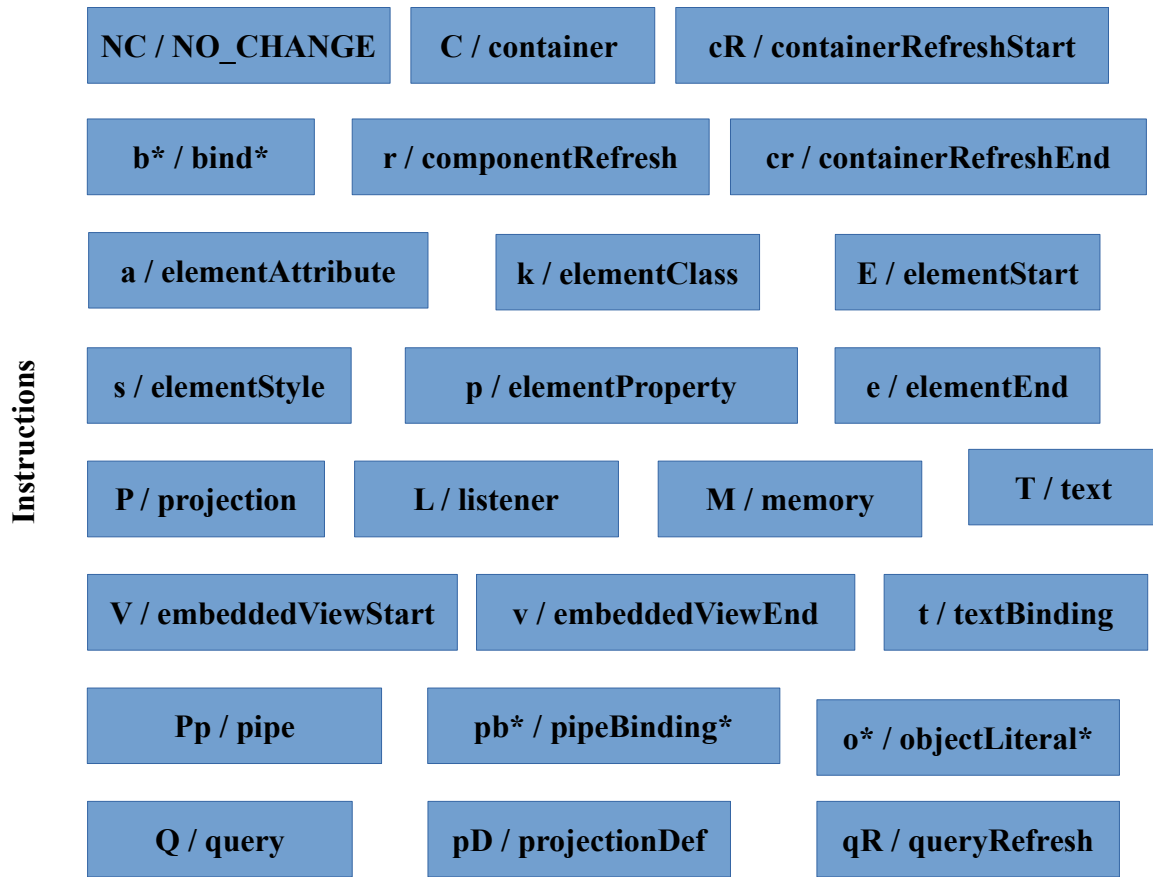 NC / NO_CHANGE
C / container
cR / containerRefreshStart
b* / bind*
r / componentRefresh
cr / containerRefreshEnd
a / elementAttribute
k / elementClass
E / elementStart
s / elementStyle
p / elementProperty
e / elementEnd
Instructions
P / projection
L / listener
M / memory
T / text
V / embeddedViewStart
v / embeddedViewEnd
t / textBinding
Pp / pipe
pb* / pipeBinding*
o* / objectLiteral*
Q / query
pD / projectionDef
qR / queryRefresh